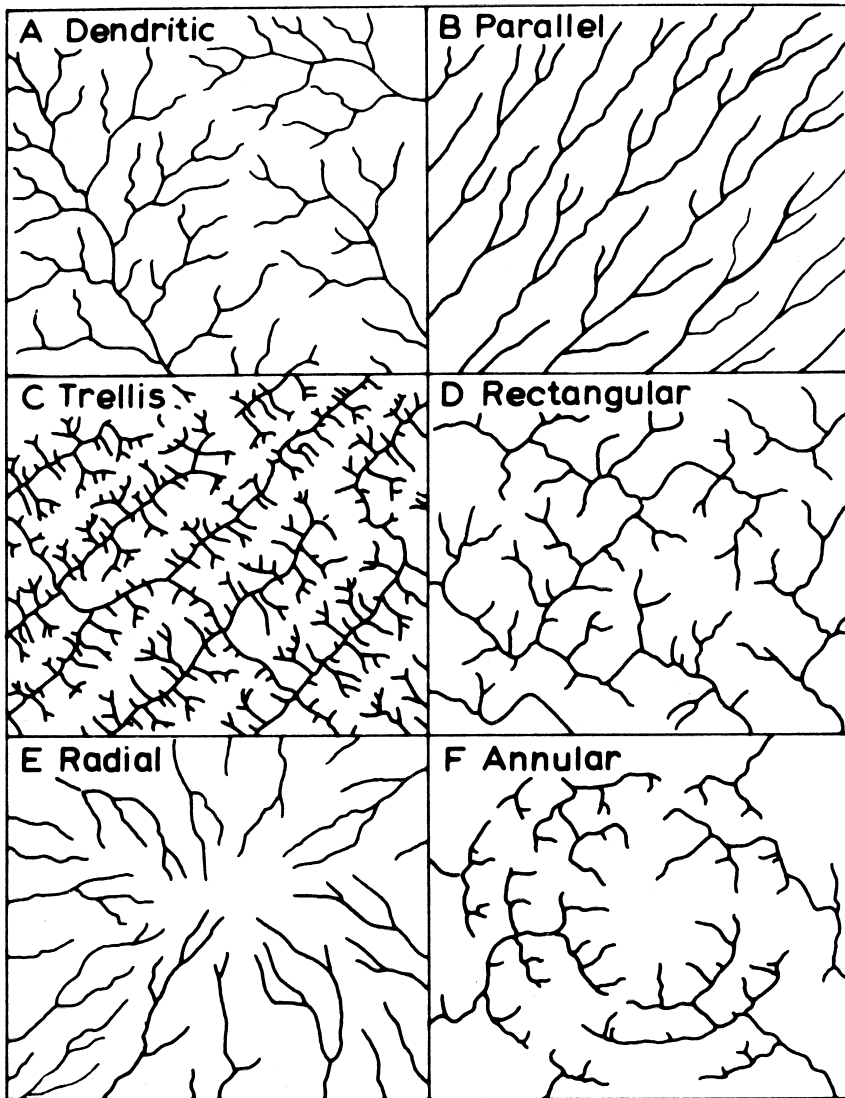 A Dendritic
B Parallel
C Trellis
D Rectangular
E Radial
F Annular